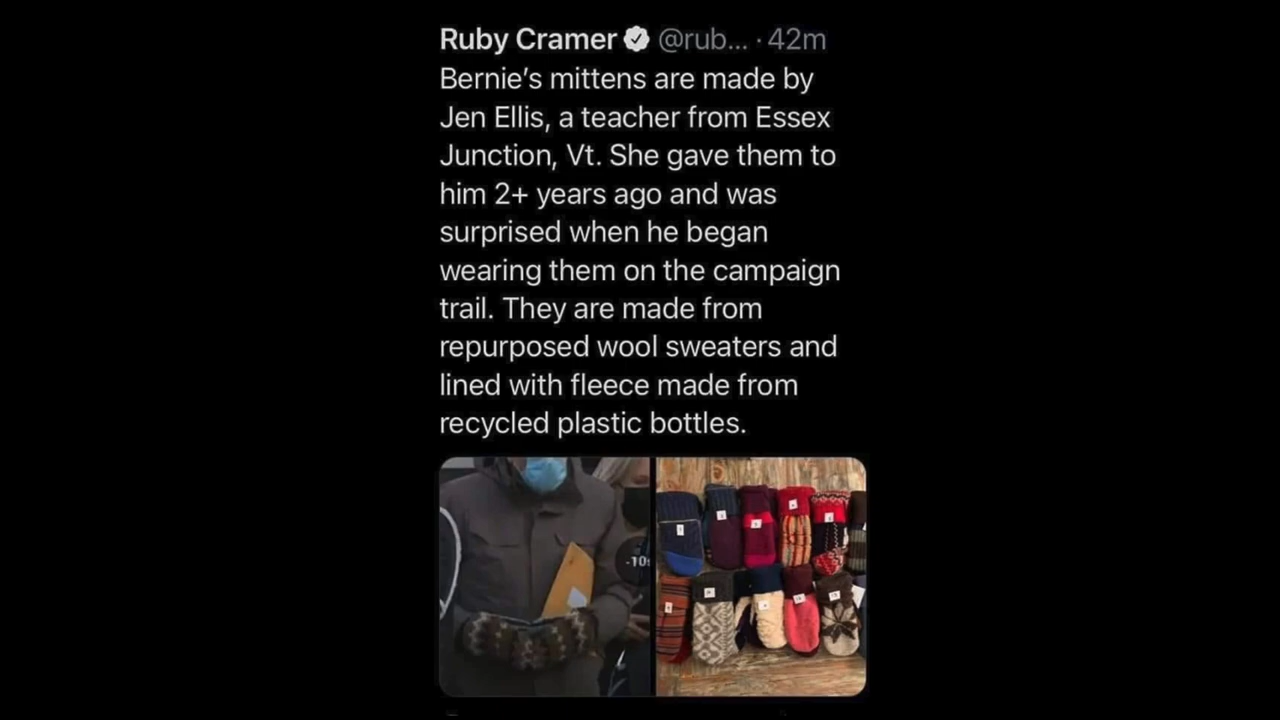 Ruby Cramer @rub... · 42m
Bernie’s mittens are made by
Jen Ellis, a teacher from Essex
Junction, Vt. She gave them to
him 2+ years ago and was
surprised when he began
wearing them on the campaign
trail. They are made from
repurposed wool sweaters and
lined with fleece made from
recycled plastic bottles.
-10s